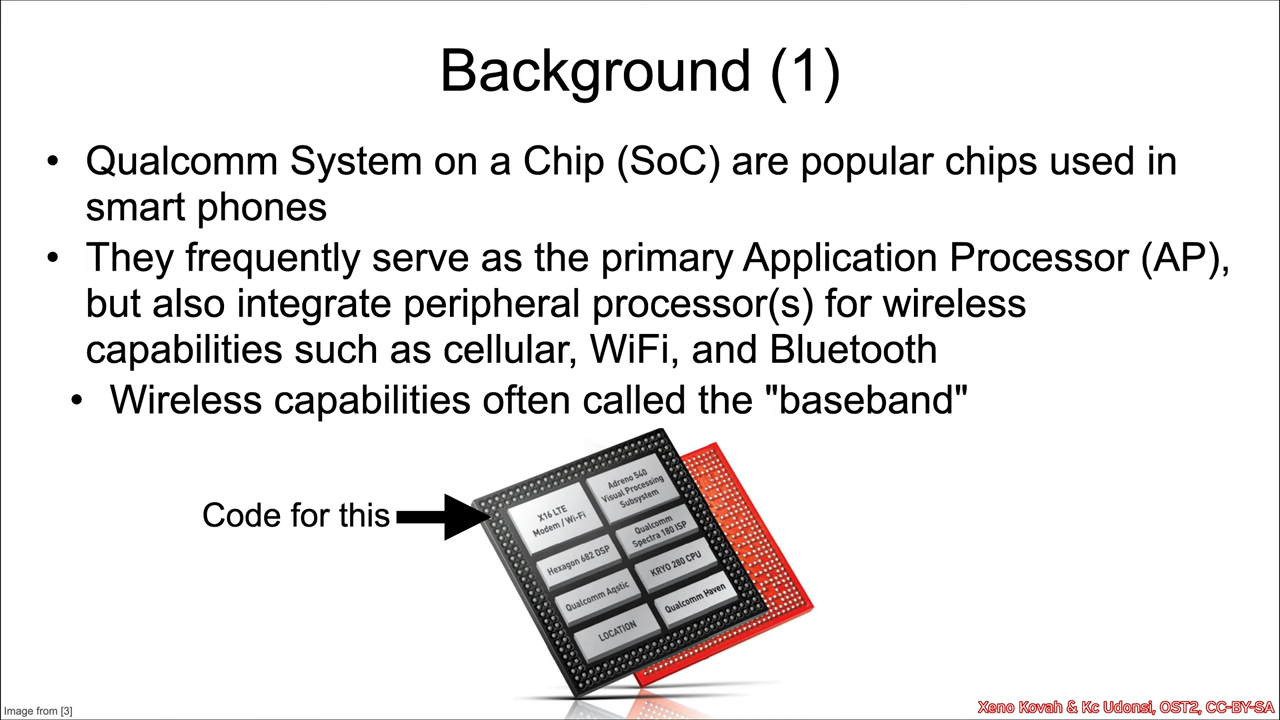 Background (1)
• Qualcomm System on a Chip (SoC) are popular chips used in
smart phones
• They frequently serve as the primary Application Processor (AP),
but also integrate peripheral processor(s) for wireless
capabilities such as cellular, WiFi, and Bluetooth
• Wireless capabilities often called the "baseband"
Code for this
X16 LTE
Modem / Wi-Fi
Adreno 540
Visual Processing
Subsystem
Hexagon 682 DSP
Qualcomm
Spectra 180 ISP
Qualcomm Aqstic
KRYO 280 CPU
LOCATION
Qualcomm Haven
Image from [3]
Xeno Kovah & Kc Udonsi, OST2, CC-BY-SA